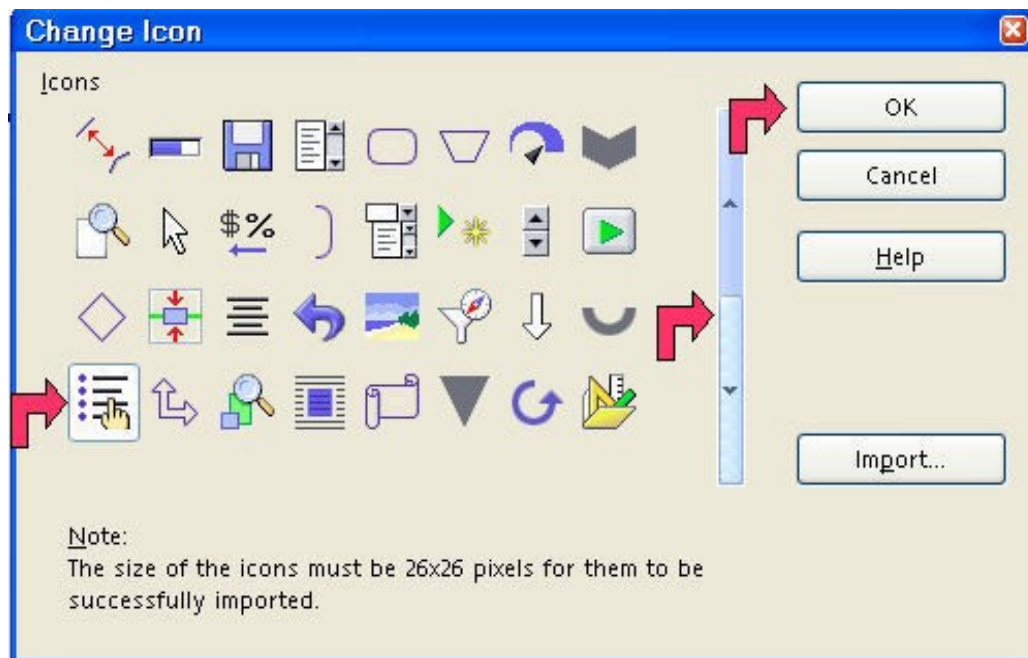 Change Icon
Icons
OK
Cancel
$%
Help
Import...
Note:
The size of the icons must be 26x26 pixels for them to be
successfully imported.